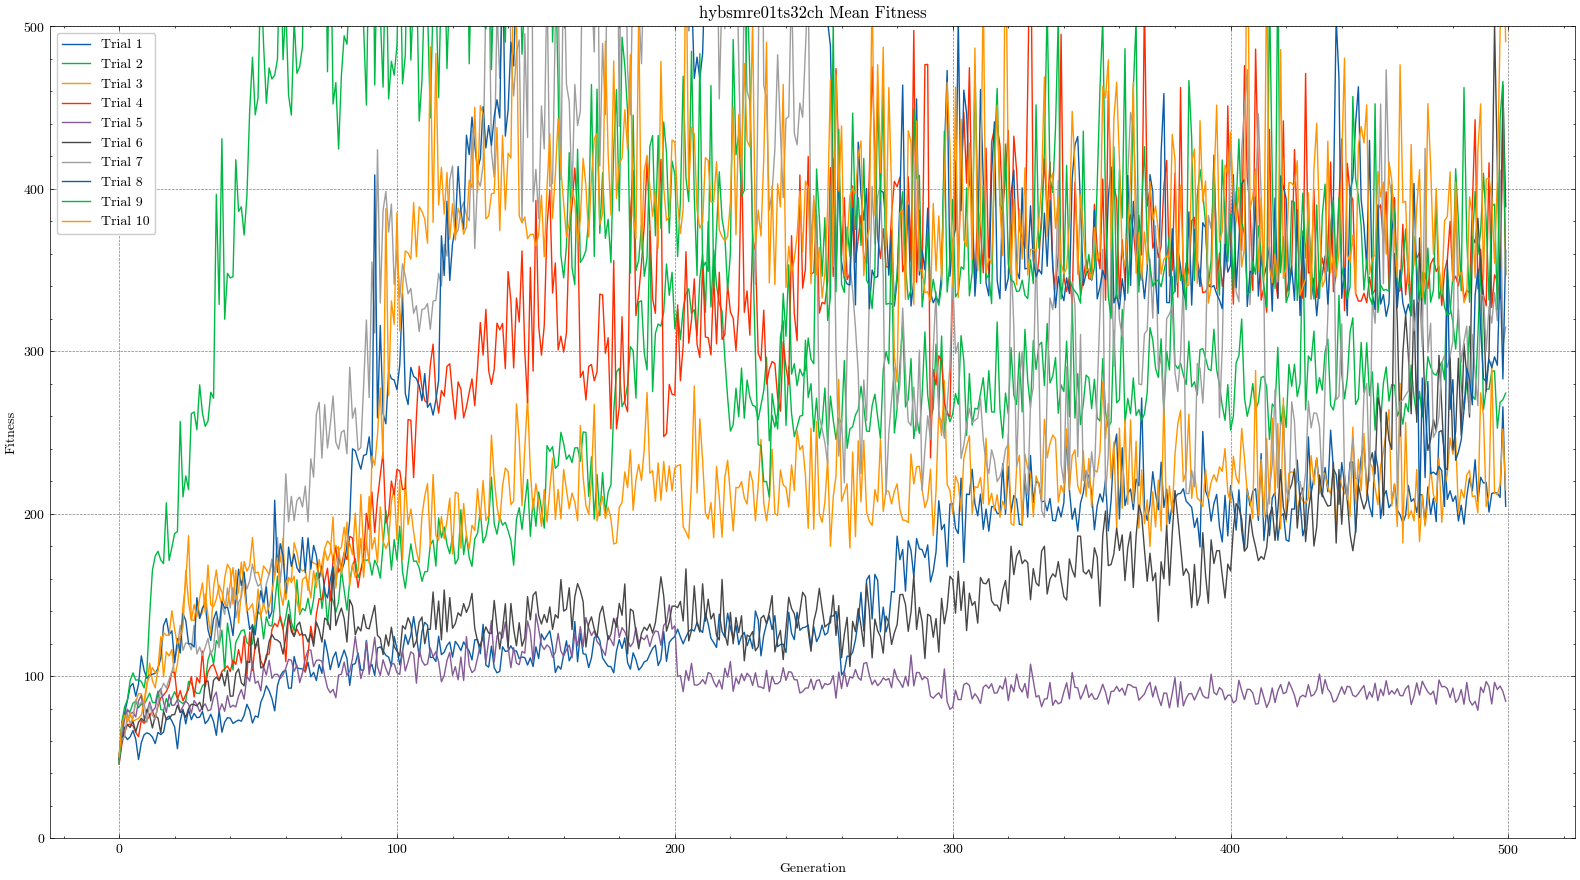 hybsmre01ts32ch Mean Fitness
500
400
300
200
100
0
Fitness
Trial 1
Trial 2
Trial 3
Trial 4
Trial 5
Trial 6
Trial 7
Trial 8
Trial 9
Trial 10
0 100 200 300 400 500
Generation